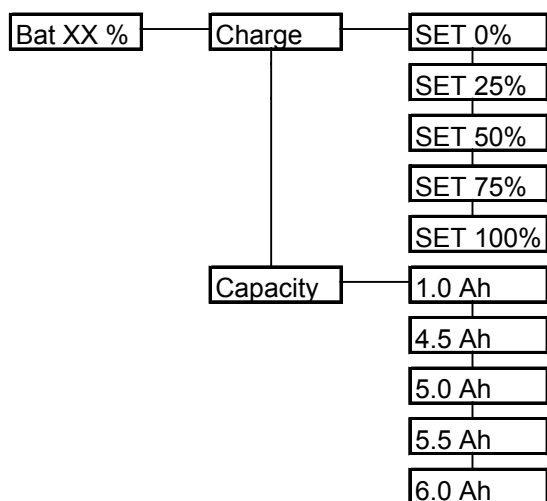 Bat XX %
Charge
SET 0%
SET 25%
SET 50%
SET 75%
SET 100%
Capacity
1.0 Ah
4.5 Ah
5.0 Ah
5.5 Ah
6.0 Ah